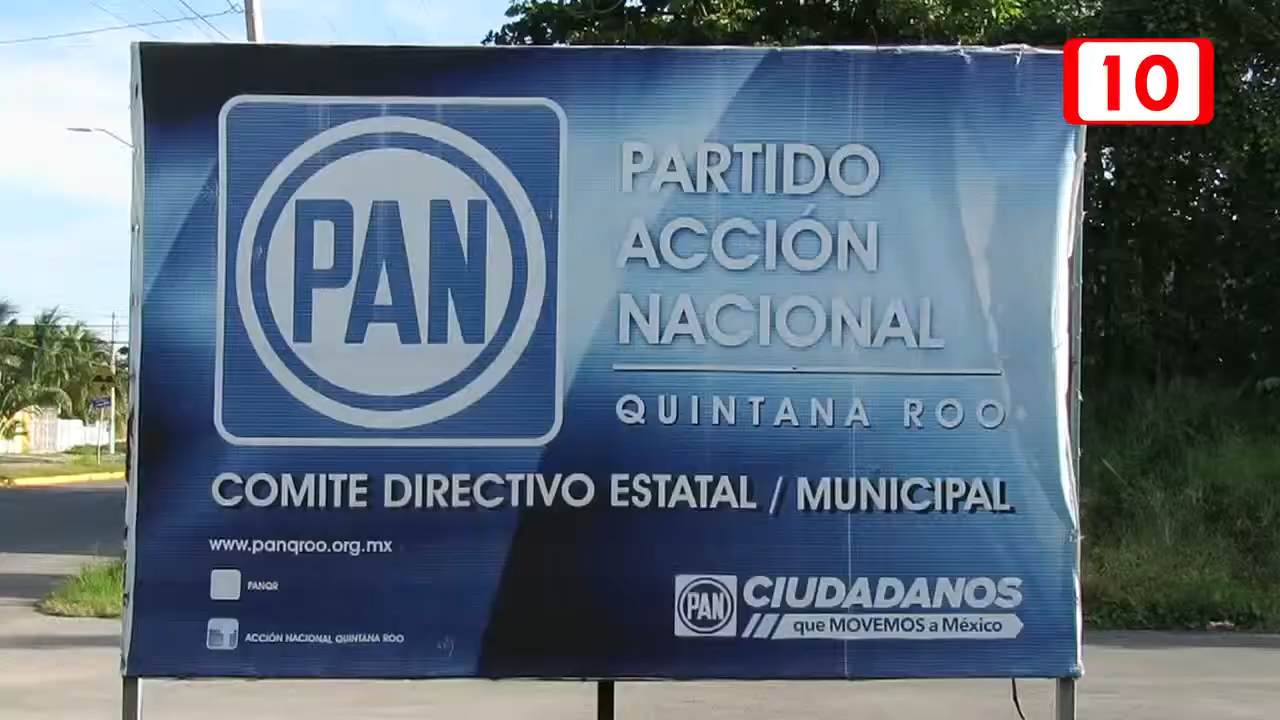 10
PAN
PARTIDO
ACCIÓN
NACIONAL
QUINTANA ROO
COMITE DIRECTIVO ESTATAL / MUNICIPAL
www.panqroo.org.mx
PANQR
ACCIÓN NACIONAL QUINTANA ROO
PAN
CIUDADANOS
que MOVEMOS a México